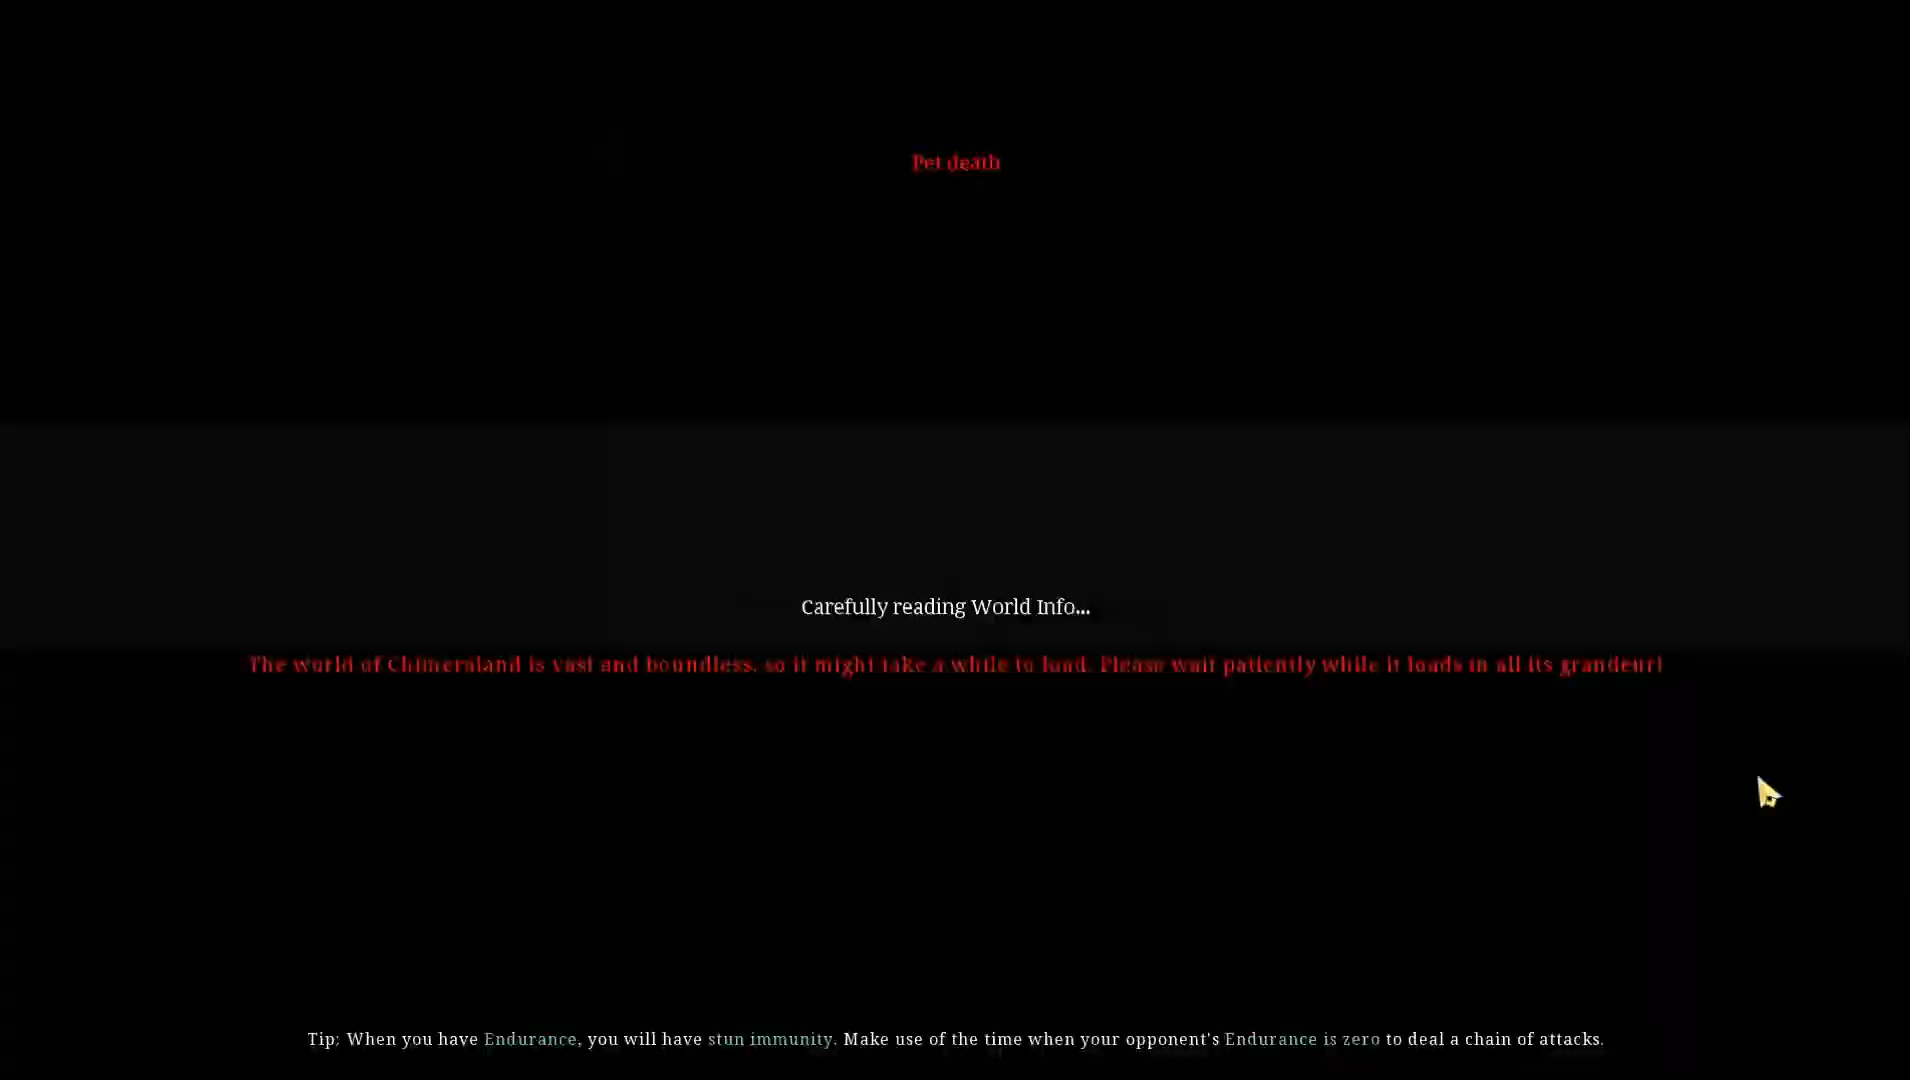 Pet death
Carefully reading World Info...
The world of Chimeraland is vast and boundless, so it might take a while to load. Please wait patiently while it loads in all its grandeur!
Tip: When you have Endurance, you will have stun immunity. Make use of the time when your opponent's Endurance is zero to deal a chain of attacks.